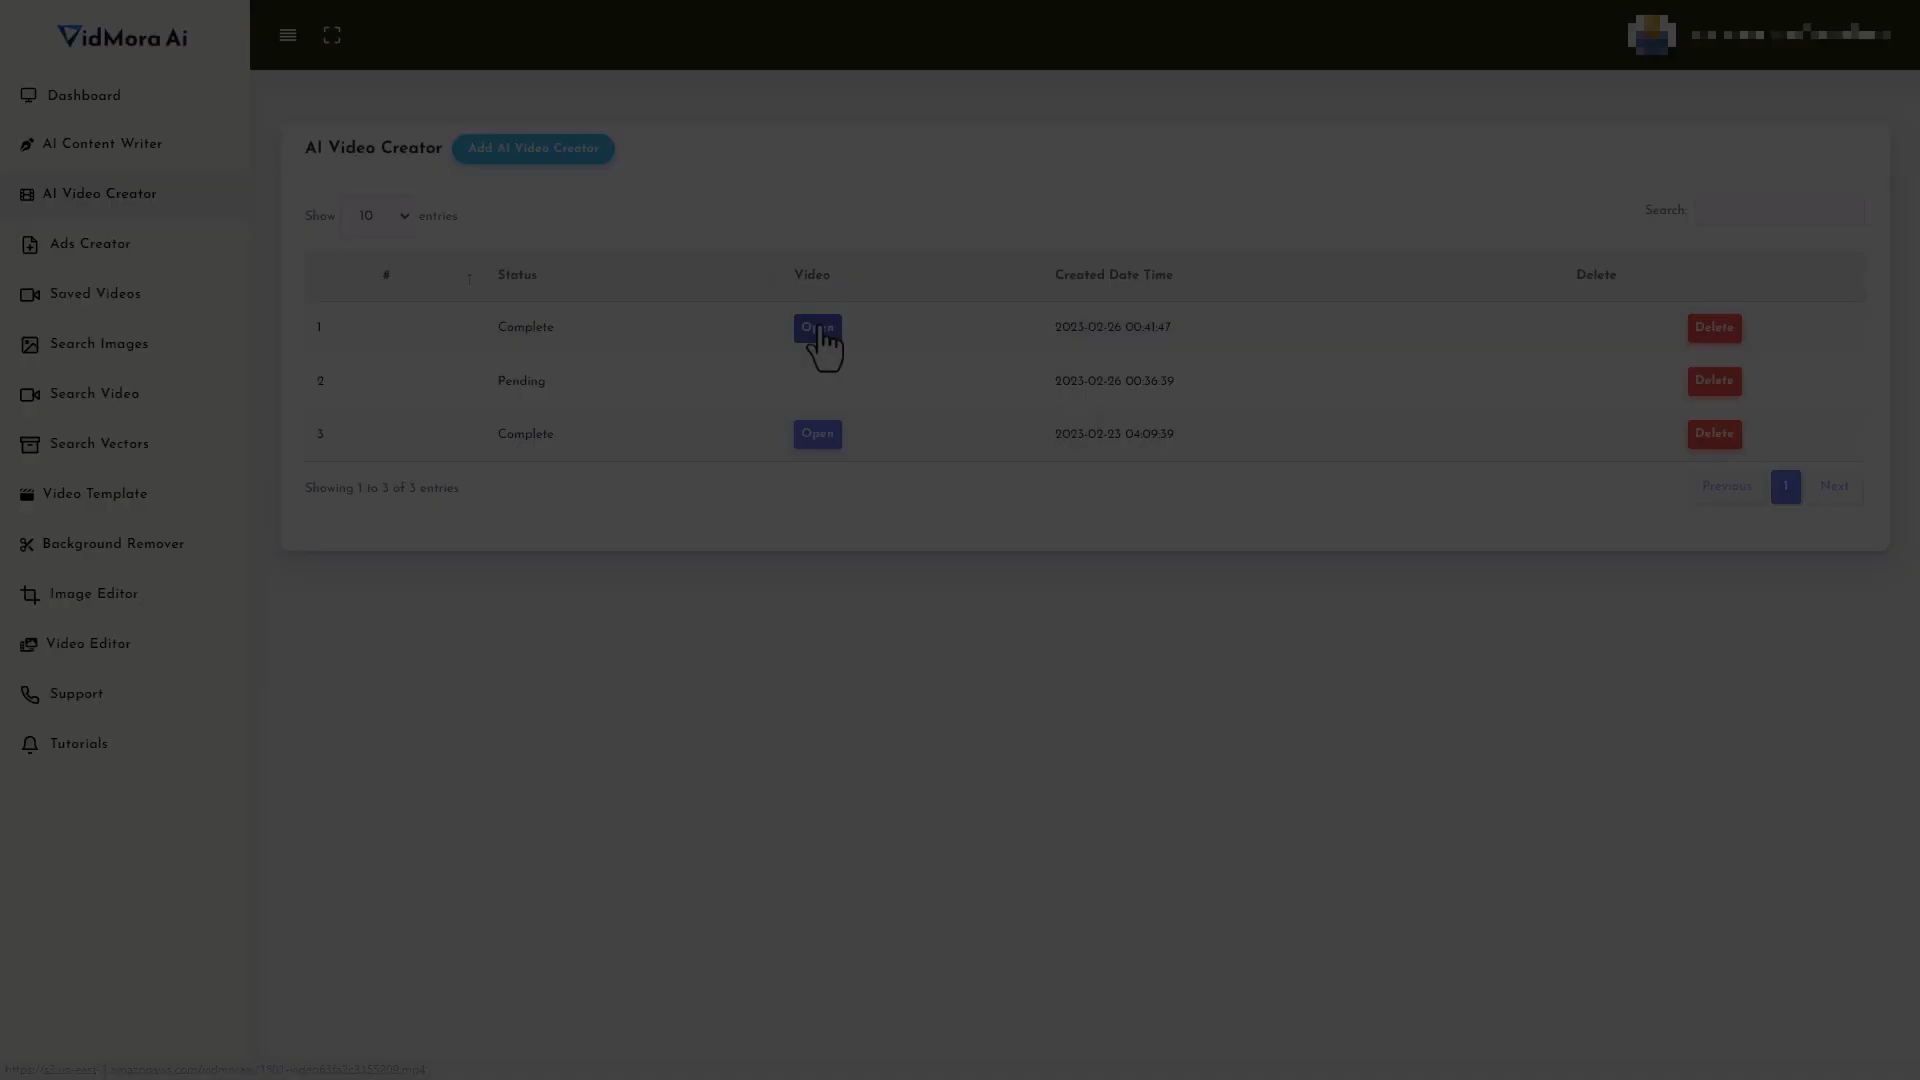 VidMora Ai
Dashboard
AI Content Writer
AI Video Creator
Ads Creator
Saved Videos
Search Images
Search Video
Search Vectors
Video Template
Background Remover
Image Editor
Video Editor
Support
Tutorials
AI Video Creator Add AI Video Creator
Show 10 entries
Search:
# ↑ Status Video Created Date Time Delete
1 Complete Open 2023-02-26 00:41:47 Delete
2 Pending 2023-02-26 00:36:39 Delete
3 Complete Open 2023-02-23 04:09:39 Delete
Showing 1 to 3 of 3 entries
Previous 1 Next